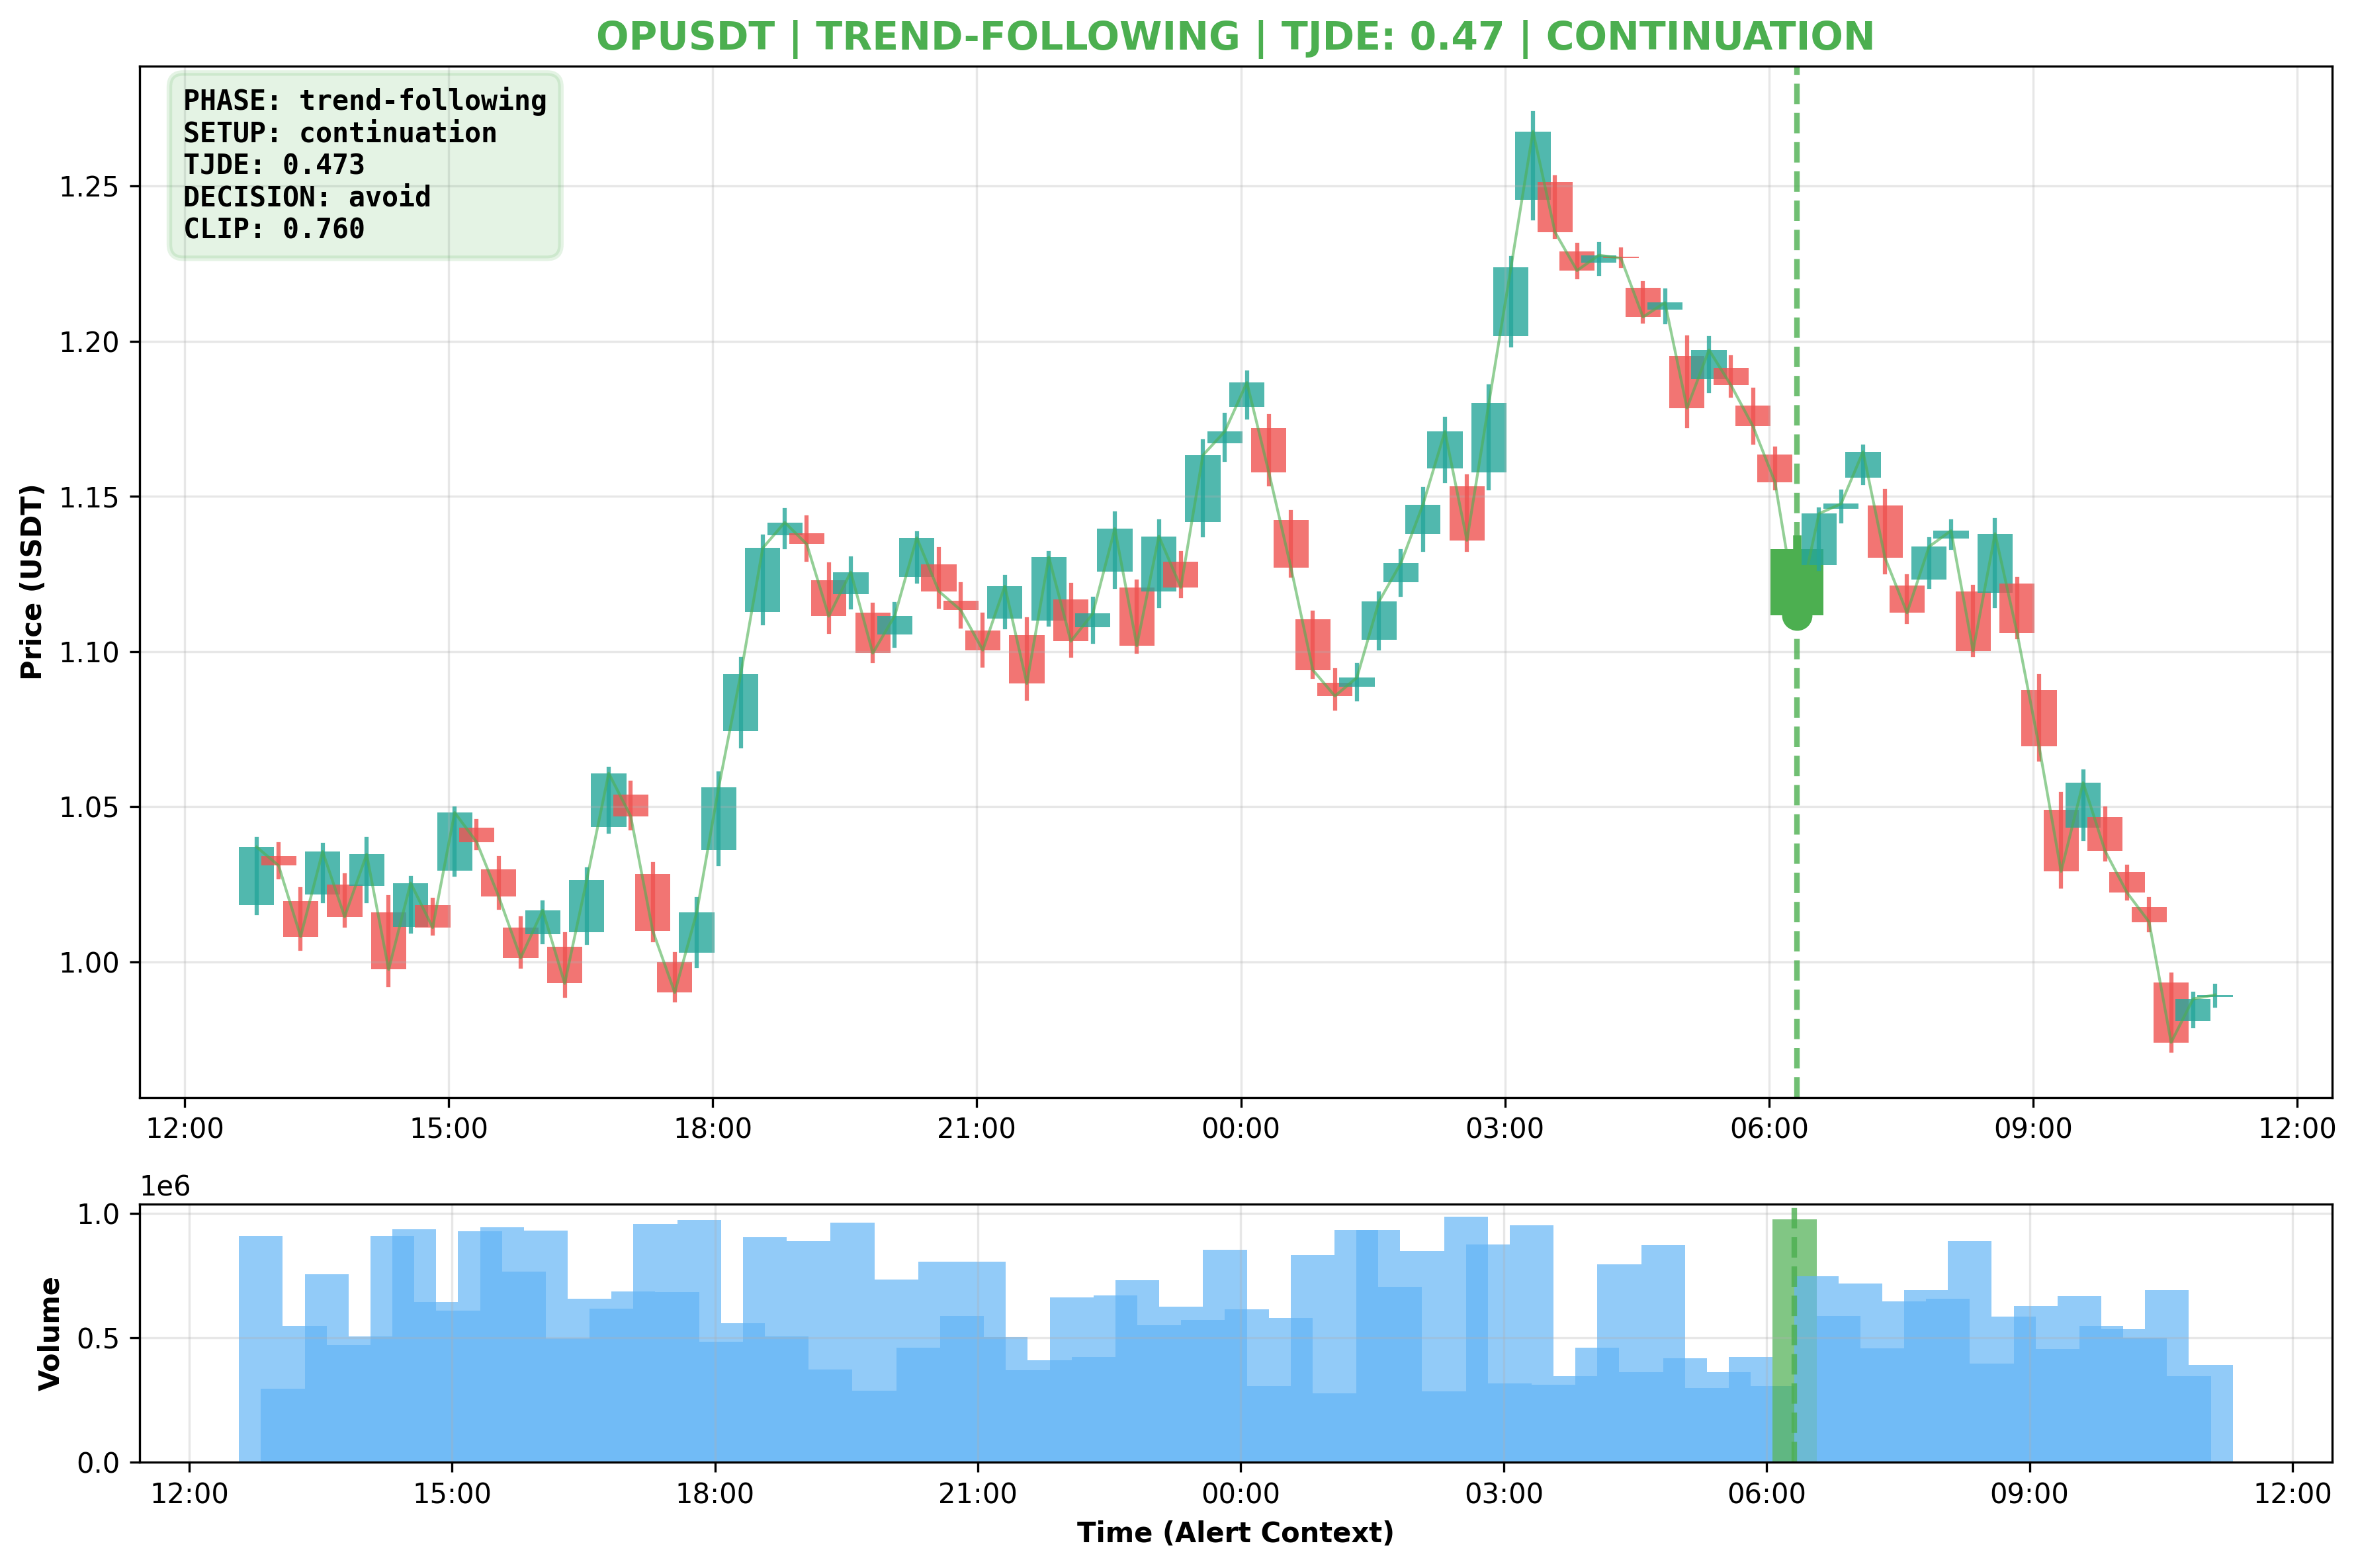 OPUSDT | TREND-FOLLOWING | TJDE: 0.47 | CONTINUATION
PHASE: trend-following
SETUP: continuation
TJDE: 0.473
DECISION: avoid
CLIP: 0.760
Price (USDT)
1.25
1.20
1.15
1.10
1.05
1.00
12:00 15:00 18:00 21:00 00:00 03:00 06:00 09:00 12:00
1e6
Volume
1.0
0.5
0.0
12:00 15:00 18:00 21:00 00:00 03:00 06:00 09:00 12:00
Time (Alert Context)